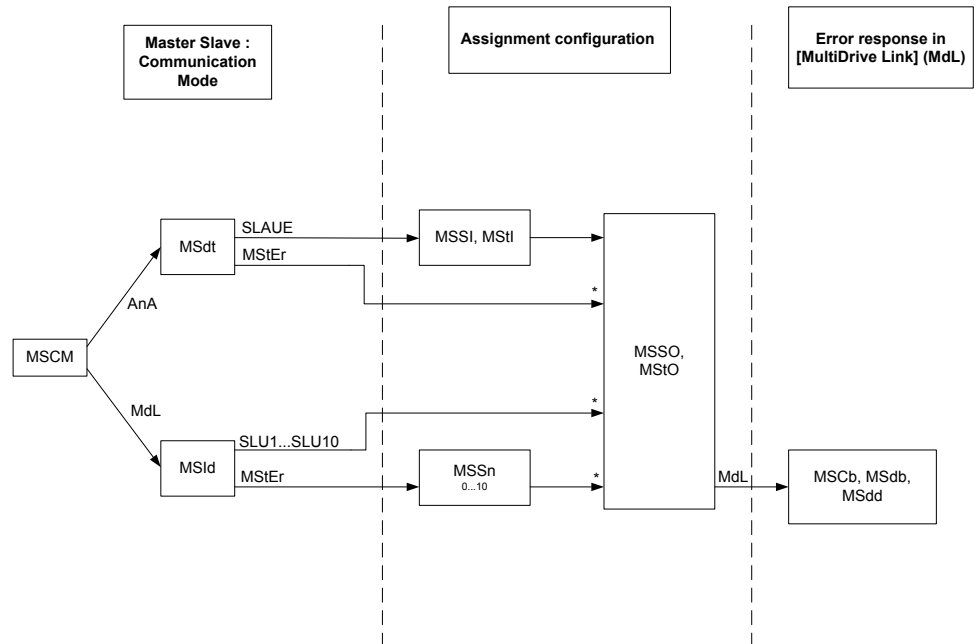 Master Slave :
Communication
Mode
Assignment configuration
Error response in
[MultiDrive Link] (MdL)
MSdt
SLAUE
MStEr
MSSI, MStI
*
AnA
MSCM
MSSO,
MStO
MdL
*
MSId
SLU1...SLU10
MStEr
MSSn
0...10
*
MdL
MSCb, MSdb,
MSdd